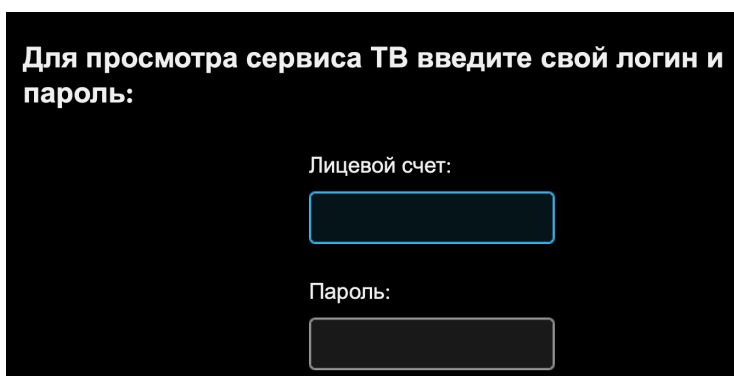 Для просмотра сервиса ТВ введите свой логин и
пароль:
Лицевой счет:
Пароль: